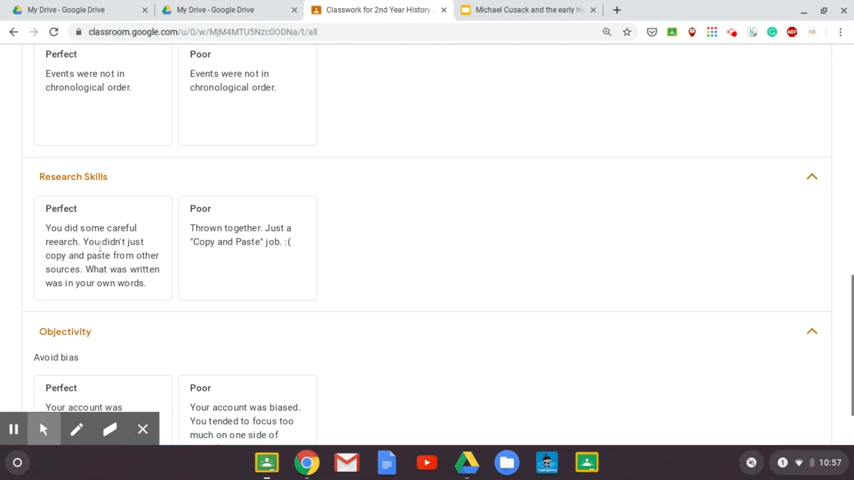 My Drive - Google Drive
My Drive - Google Drive
Classwork for 2nd Year History
Michael Cusack and the early hi
classroom.google.com/u/0/w/MjM4MTU5Nzc0ODNa/t/all
Perfect
Events were not in
chronological order.
Poor
Events were not in
chronological order.
Research Skills
Perfect
You did some careful
reearch. You didn't just
copy and paste from other
sources. What was written
was in your own words.
Poor
Thrown together. Just a
"Copy and Paste" job. :(
Objectivity
Avoid bias
Perfect
Your account was
Poor
Your account was biased.
You tended to focus too
much on one side of
ABP
1
10:57